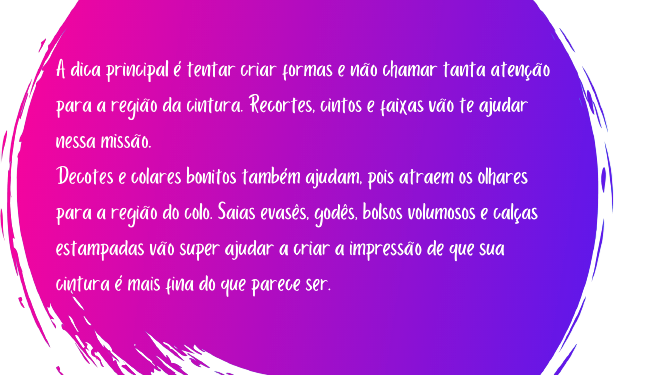 A dica principal é tentar criar formas e não chamar tanta atenção
para a região da cintura. Recortes, cintos e faixas vão te ajudar
nessa missão.
Decotes e colares bonitos também ajudam, pois atraem os olhares
para a região do colo. Saias evasês, godês, bolsos volumosos e calças
estampadas vão super ajudar a criar a impressão de que sua
cintura é mais fina do que parece ser.